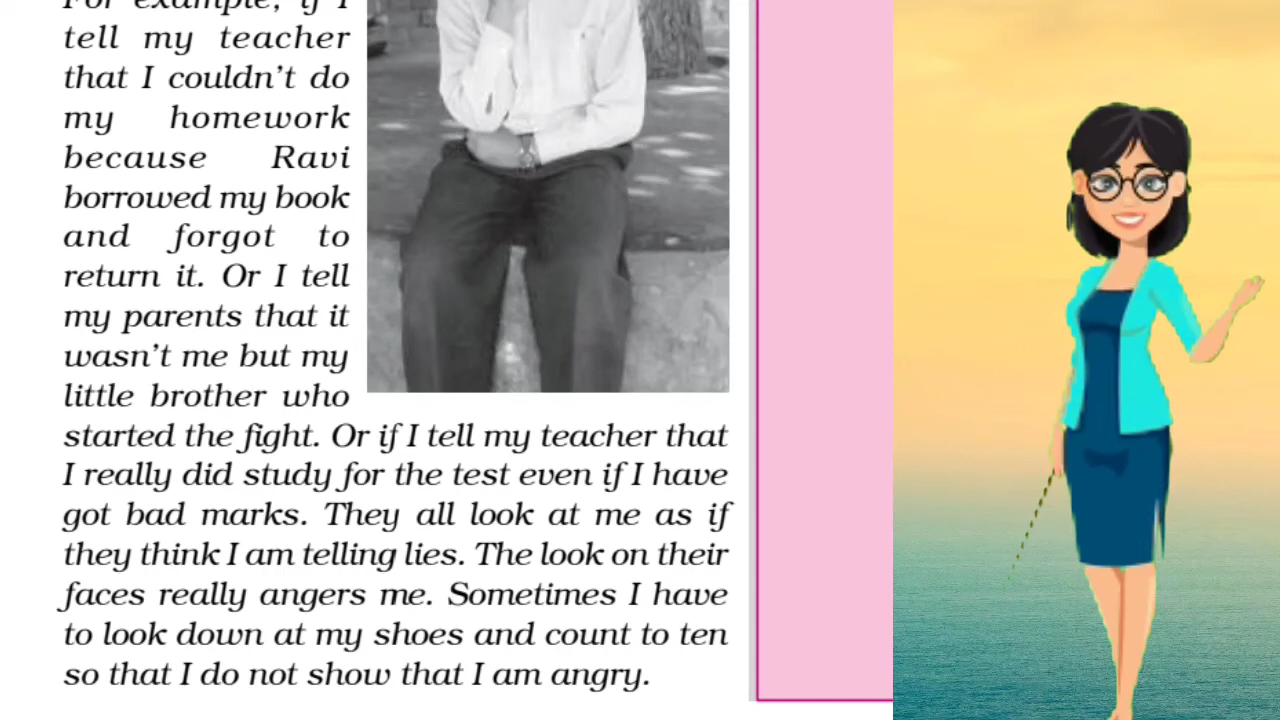 For example, if I
tell my teacher
that I couldn't do
my homework
because Ravi
borrowed my book
and forgot to
return it. Or I tell
my parents that it
wasn't me but my
little brother who
started the fight. Or if I tell my teacher that
I really did study for the test even if I have
got bad marks. They all look at me as if
they think I am telling lies. The look on their
faces really angers me. Sometimes I have
to look down at my shoes and count to ten
so that I do not show that I am angry.